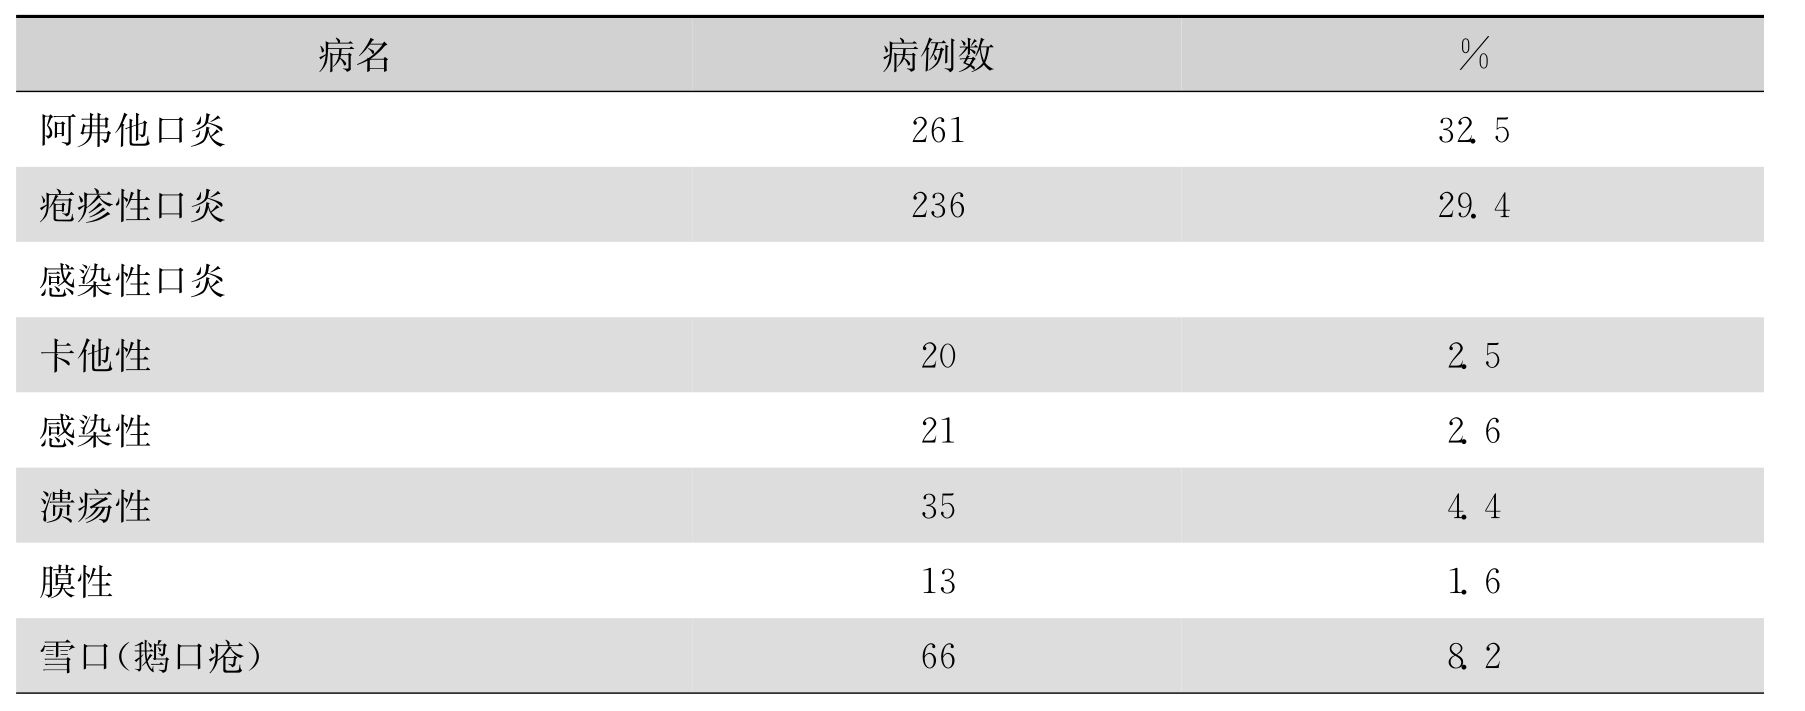 病名 病例数 %
阿弗他口炎 261 32.5
疱疹性口炎 236 29.4
感染性口炎
卡他性 20 2.5
感染性 21 2.6
溃疡性 35 4.4
膜性 13 1.6
雪口(鹅口疮) 66 8.2